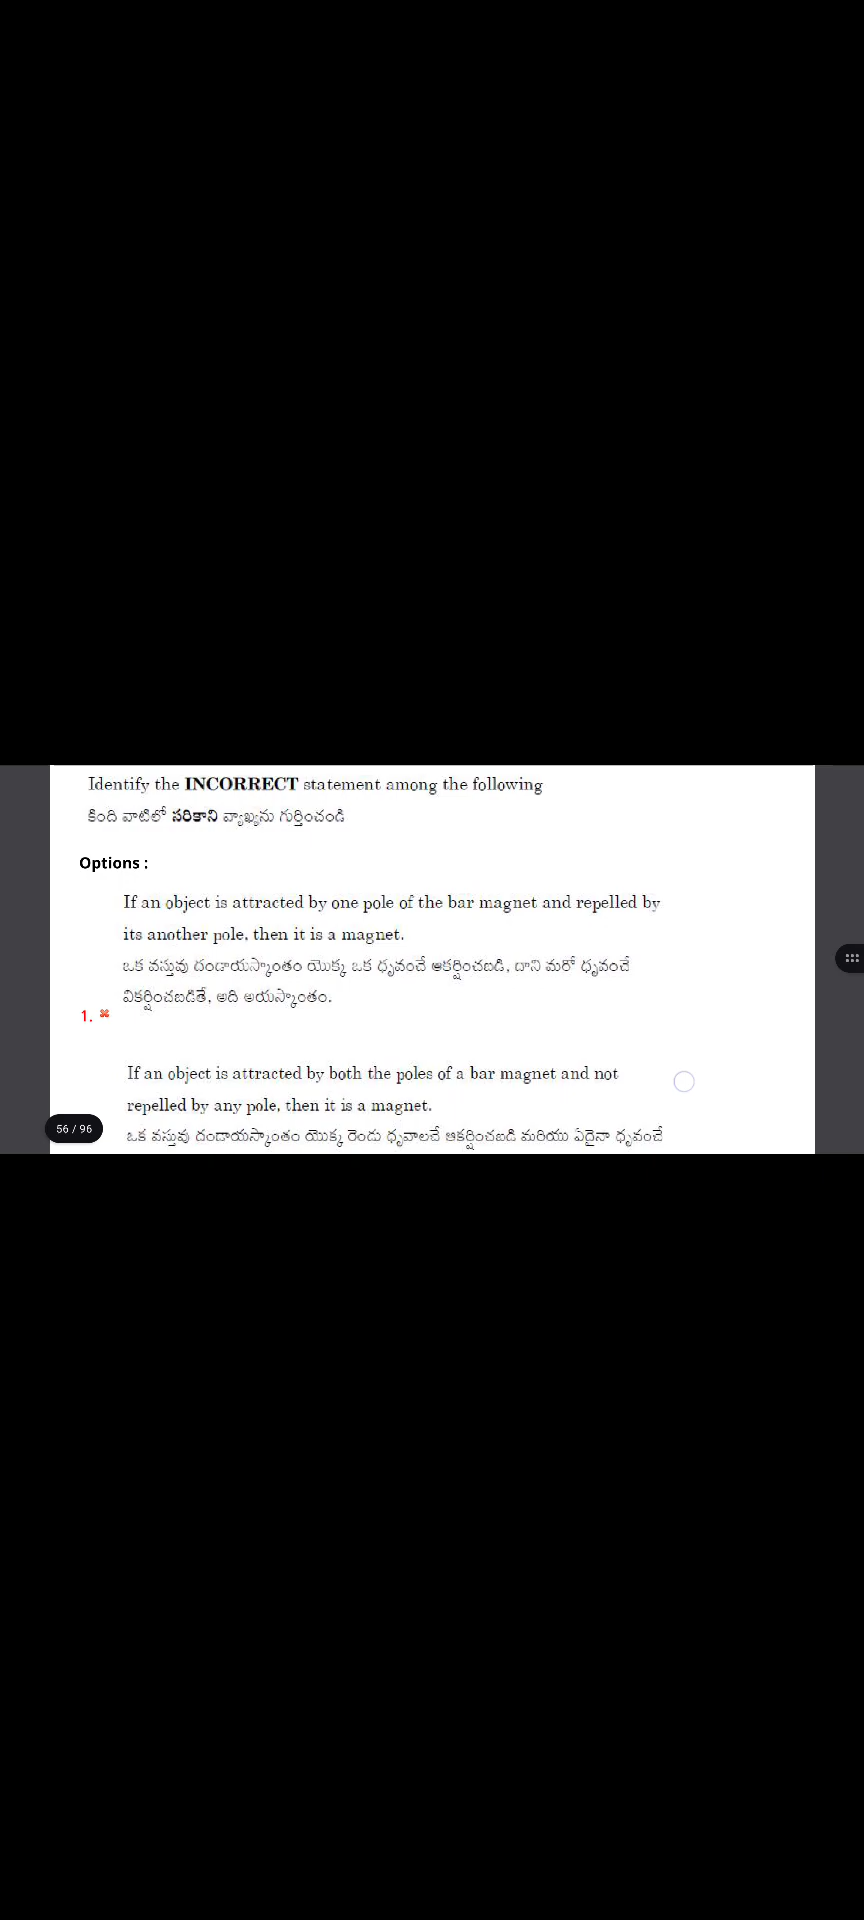 Identify the INCORRECT statement among the following
కింది వాటిలో సరికాని వ్యాఖ్యను గుర్తించండి
Options :
If an object is attracted by one pole of the bar magnet and repelled by
its another pole, then it is a magnet.
ఒక వస్తువు దండాయస్కాంతం యొక్క ఒక ధృవంచే ఆకర్షించబడి, దాని మరో ధృవంచే
వికర్షించబడితే, అది అయస్కాంతం.
1.
If an object is attracted by both the poles of a bar magnet and not
repelled by any pole, then it is a magnet.
56 / 96
ఒక వస్తువు దండాయస్కాంతం యొక్క రెండు ధృవాలచే ఆకర్షించబడి మరియు ఏదైనా ధృవంచే